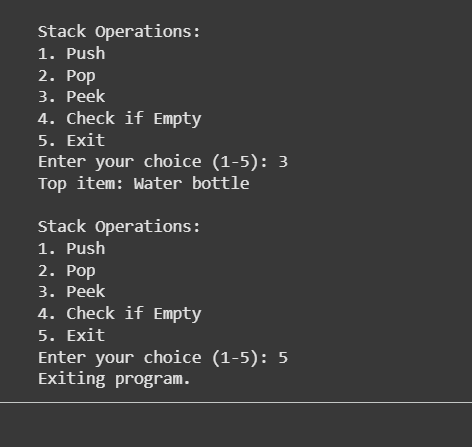 Stack Operations:
1. Push
2. Pop
3. Peek
4. Check if Empty
5. Exit
Enter your choice (1-5): 3
Top item: Water bottle
Stack Operations:
1. Push
2. Pop
3. Peek
4. Check if Empty
5. Exit
Enter your choice (1-5): 5
Exiting program.